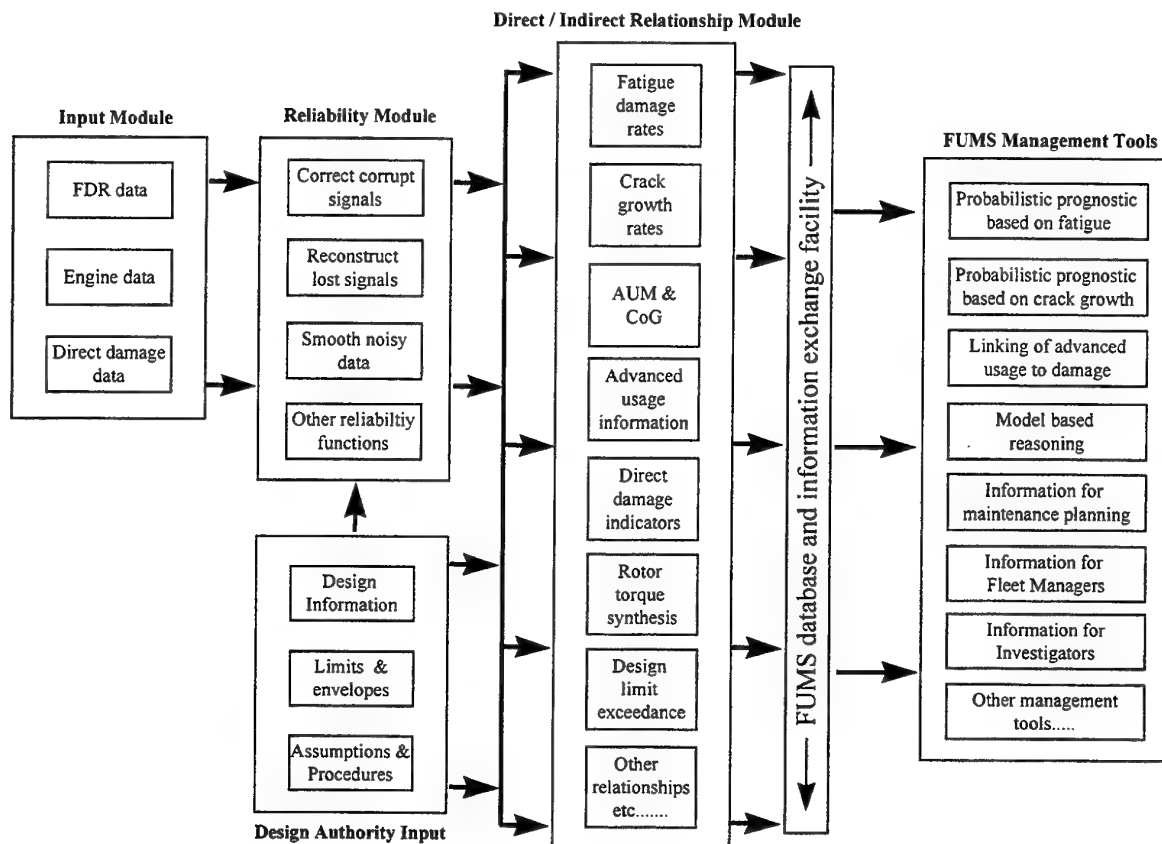 Direct / Indirect Relationship Module
Input Module
FDR data
Engine data
Direct damage
data
Reliability Module
Correct corrupt
signals
Reconstruct
lost signals
Smooth noisy
data
Other reliabiltiy
functions
Design
Information
Limits & 
envelopes
Assumptions &
Procedures
Design Authority Input
Fatigue
damage
rates
Crack
growth
rates
AUM &
CoG
Advanced
usage
information
Direct
damage
indicators
Rotor
torque
synthesis
Design
limit
exceedance
Other
relationships
etc.......
FUMS database and information exchange facility
FUMS Management Tools
Probabilistic prognostic
based on fatigue
Probabilistic prognostic
based on crack growth
Linking of advanced
usage to damage
Model based
reasoning
Information for
maintenance planning
Information for
Fleet Managers
Information for
Investigators
Other management
tools.....